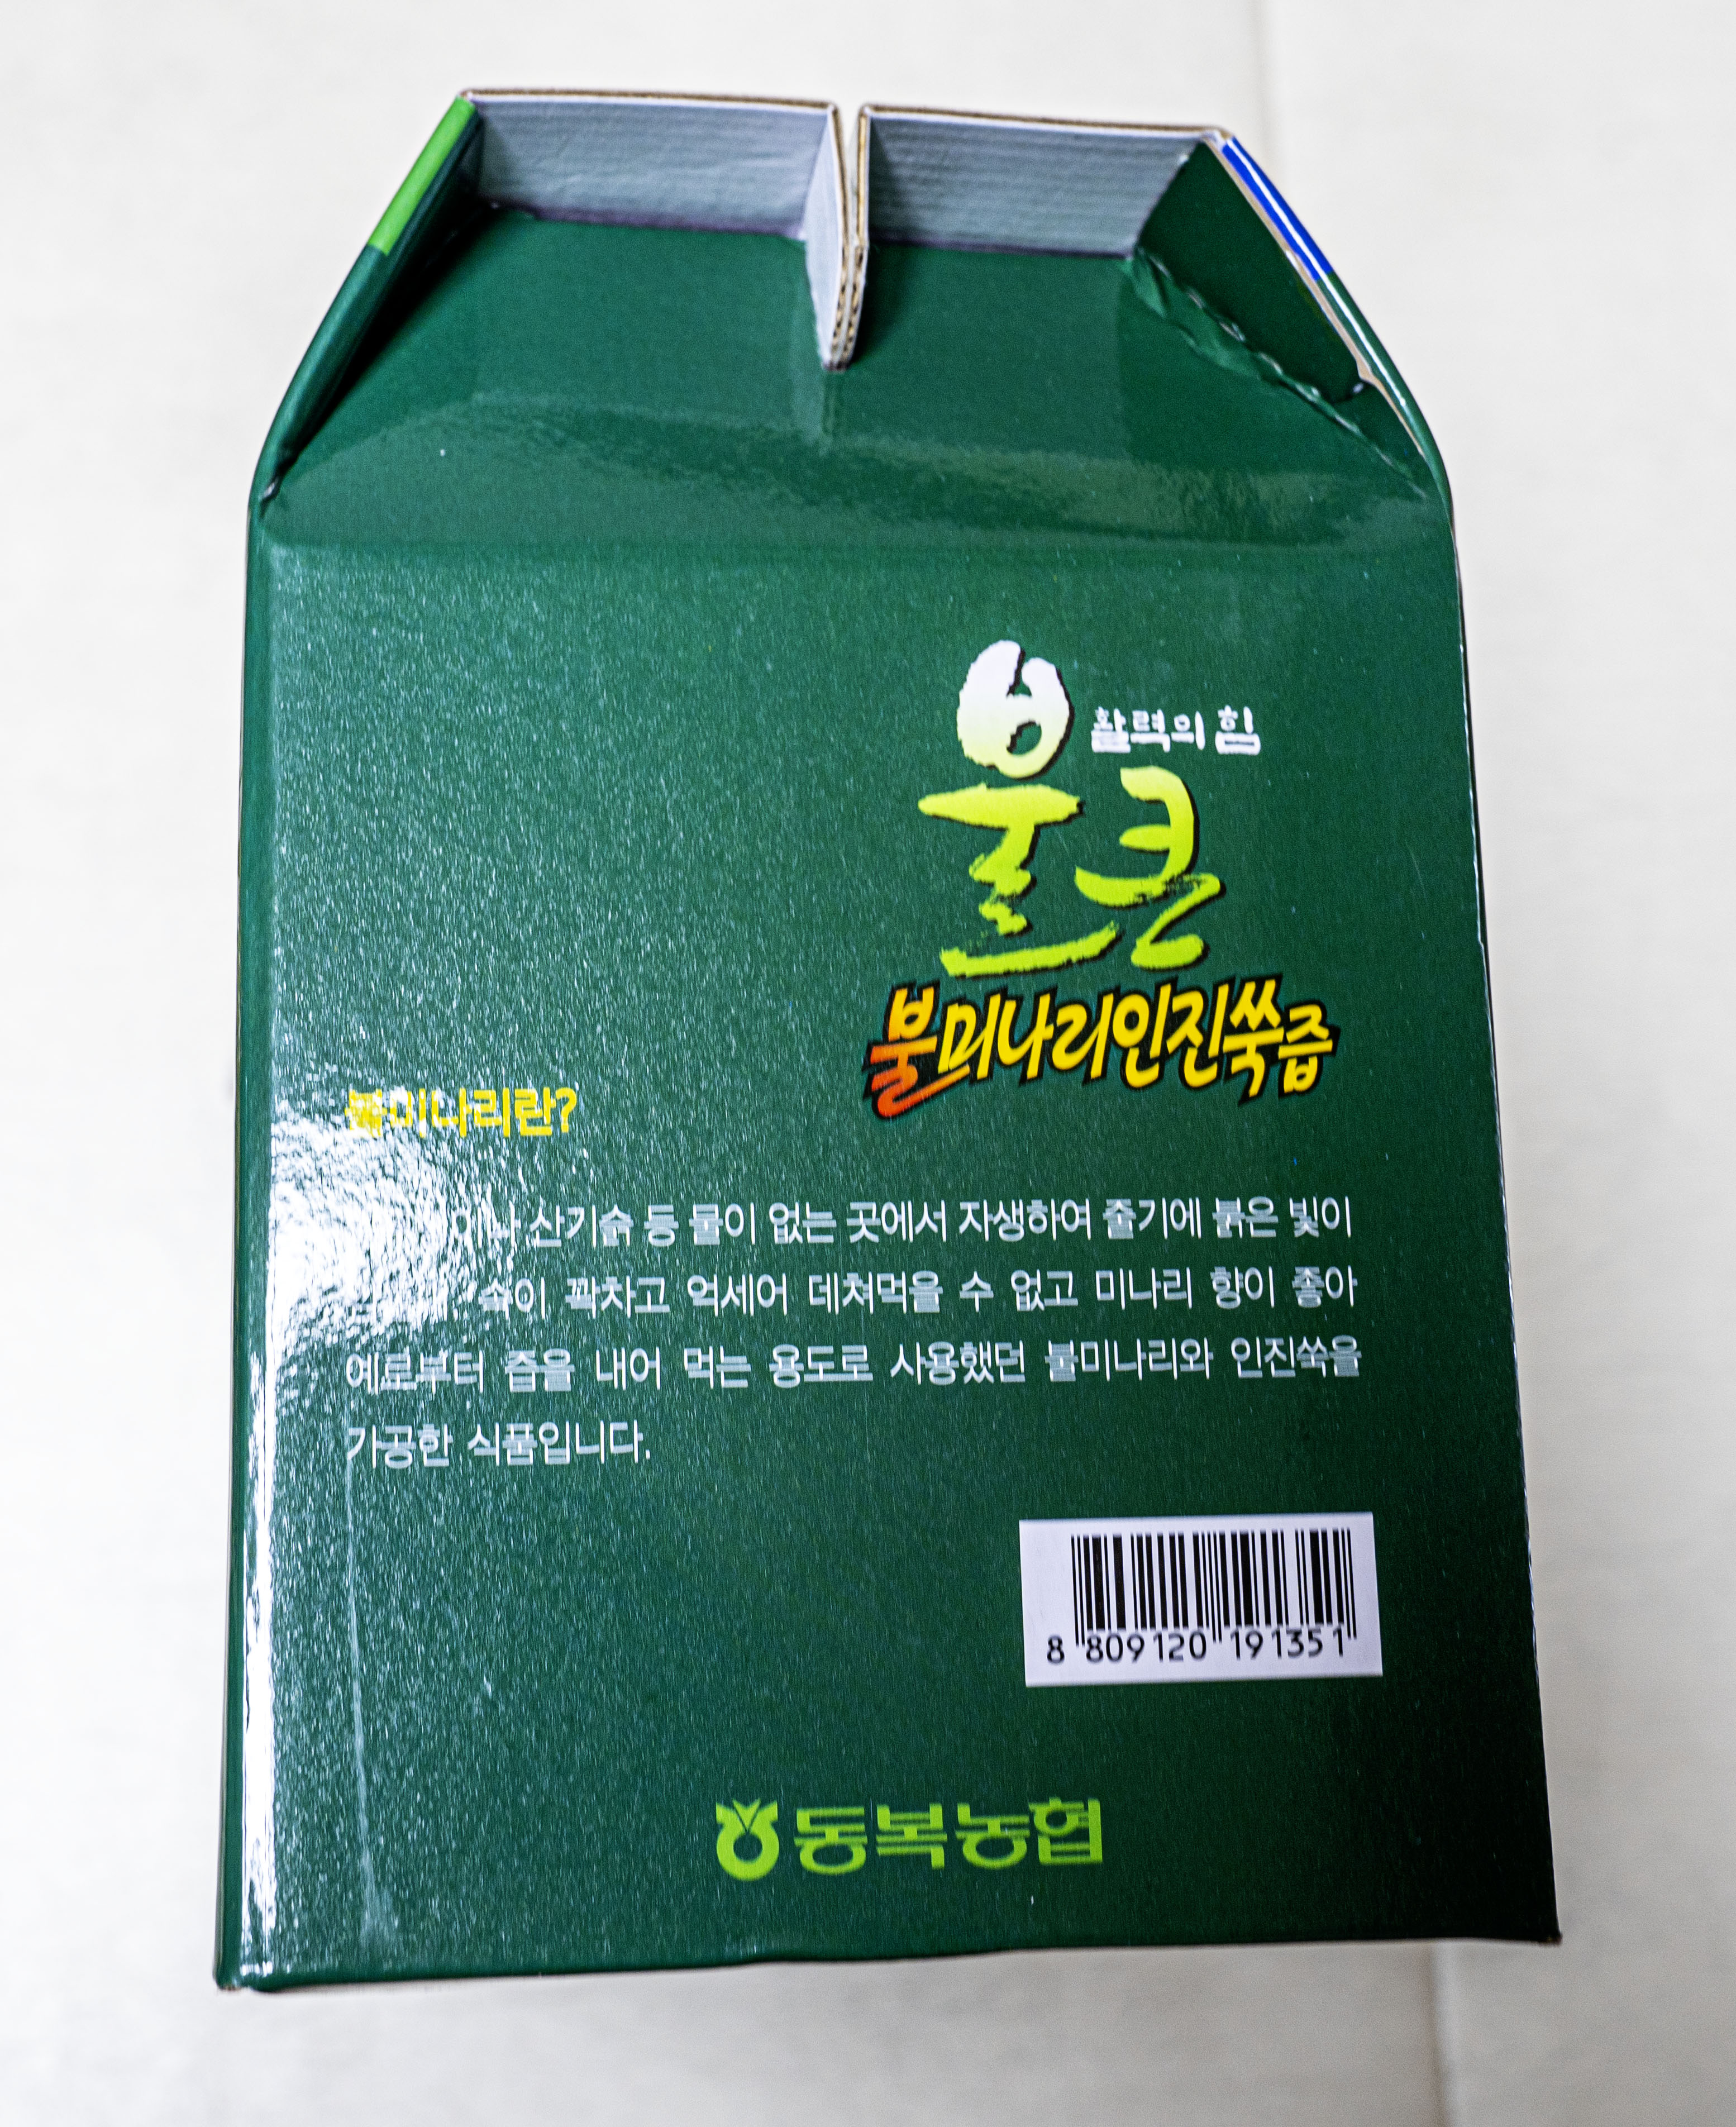 활력의 힘
울큰
불미나리인진쑥즙
불미나리란?
산기슭 등 물이 없는 곳에서 자생하여 줄기에 붉은 빛이
속이 꽉차고 억세어 데쳐먹을 수 없고 미나리 향이 좋아
예로부터 즙을 내어 먹는 용도로 사용했던 불미나리와 인진쑥을
가공한 식품입니다.
8 809120 191351
동복농협